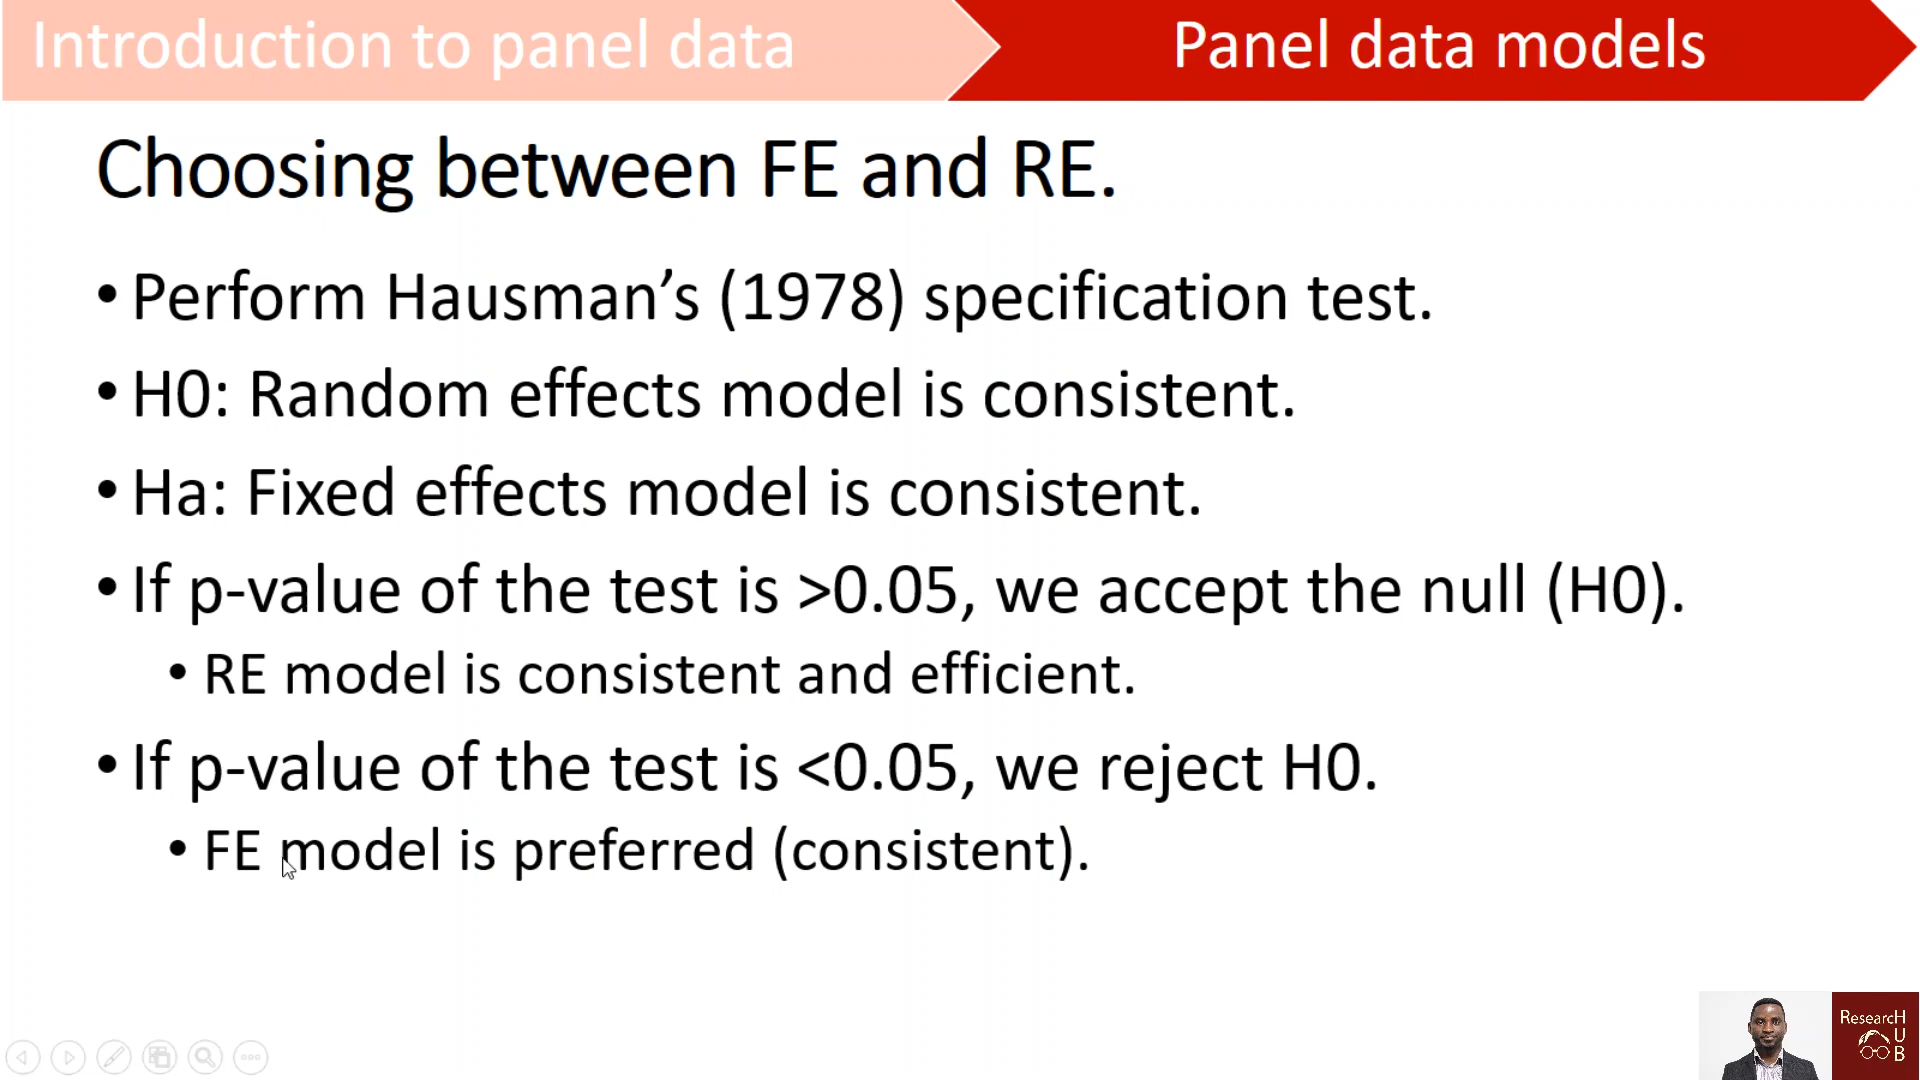 Introduction to panel data
Panel data models
Choosing between FE and RE.
• Perform Hausman’s (1978) specification test.
• H0: Random effects model is consistent.
• Ha: Fixed effects model is consistent.
• If p-value of the test is >0.05, we accept the null (H0).
• RE model is consistent and efficient.
• If p-value of the test is <0.05, we reject H0.
• FE model is preferred (consistent).
ResearcH
U
B